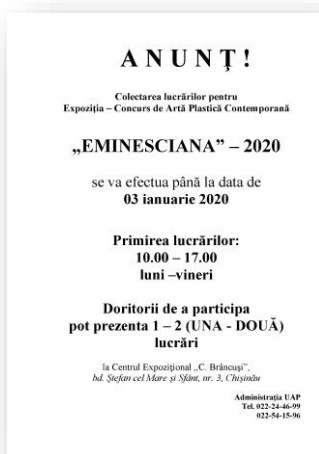 A N U N Ţ !
Colectarea lucrărilor pentru
Expoziţia – Concurs de Artă Plastică Contemporană
„EMINESCIANA” – 2020
se va efectua până la data de
03 ianuarie 2020
Primirea lucrărilor:
10.00 – 17.00
luni –vineri
Doritorii de a participa
pot prezenta 1 – 2 (UNA - DOUĂ)
lucrări
la Centrul Expoziţional „C. Brâncuşi”,
bd. Ştefan cel Mare şi Sfânt, nr. 3, Chişinău
Administraţia UAP
Tel. 022-24-46-99
022-54-15-96